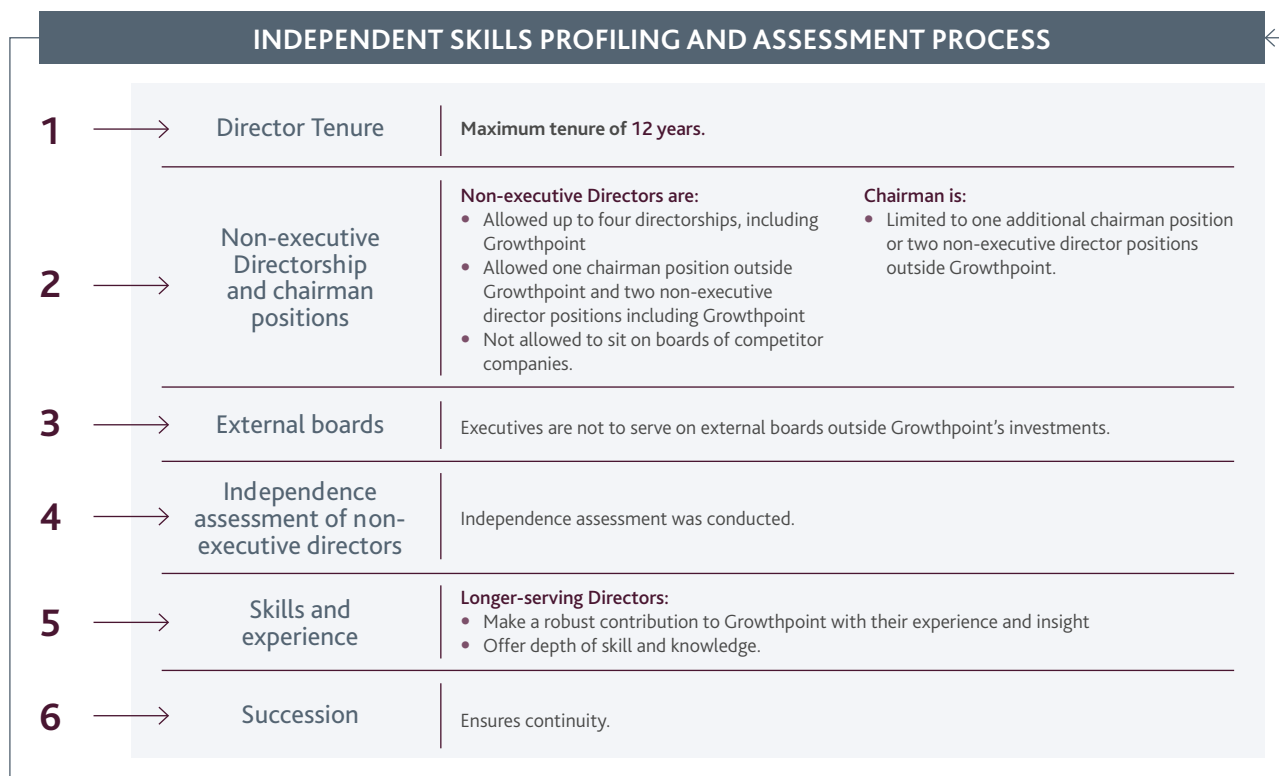 INDEPENDENT SKILLS PROFILING AND ASSESSMENT PROCESS
1
Director Tenure
Maximum tenure of 12 years.
2
Non-executive
Directorship
and chairman
positions
Non-executive Directors are:
• Allowed up to four directorships, including
Growthpoint
• Allowed one chairman position outside
Growthpoint and two non-executive
director positions including Growthpoint
• Not allowed to sit on boards of competitor
companies.
Chairman is:
• Limited to one additional chairman position
or two non-executive director positions
outside Growthpoint.
3
External boards
Executives are not to serve on external boards outside Growthpoint’s investments.
4
Independence
assessment of non-
executive directors
Independence assessment was conducted.
5
Skills and
experience
Longer-serving Directors:
• Make a robust contribution to Growthpoint with their experience and insight
• Offer depth of skill and knowledge.
6
Succession
Ensures continuity.